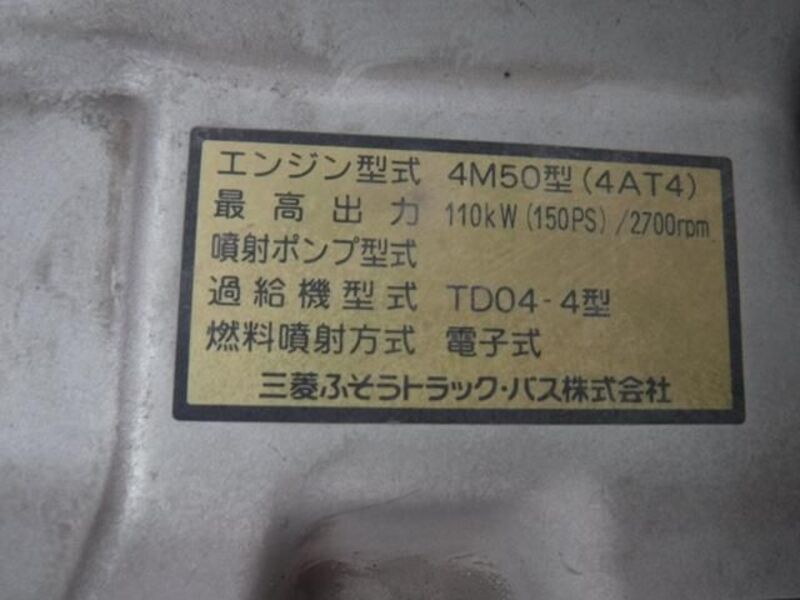 エンジン型式 4M50型(4AT4)
最高出力 110kW(150PS)/2700rpm
噴射ポンプ型式
過給機型式 TD04-4型
燃料噴射方式 電子式
三菱ふそうトラック・バス株式会社